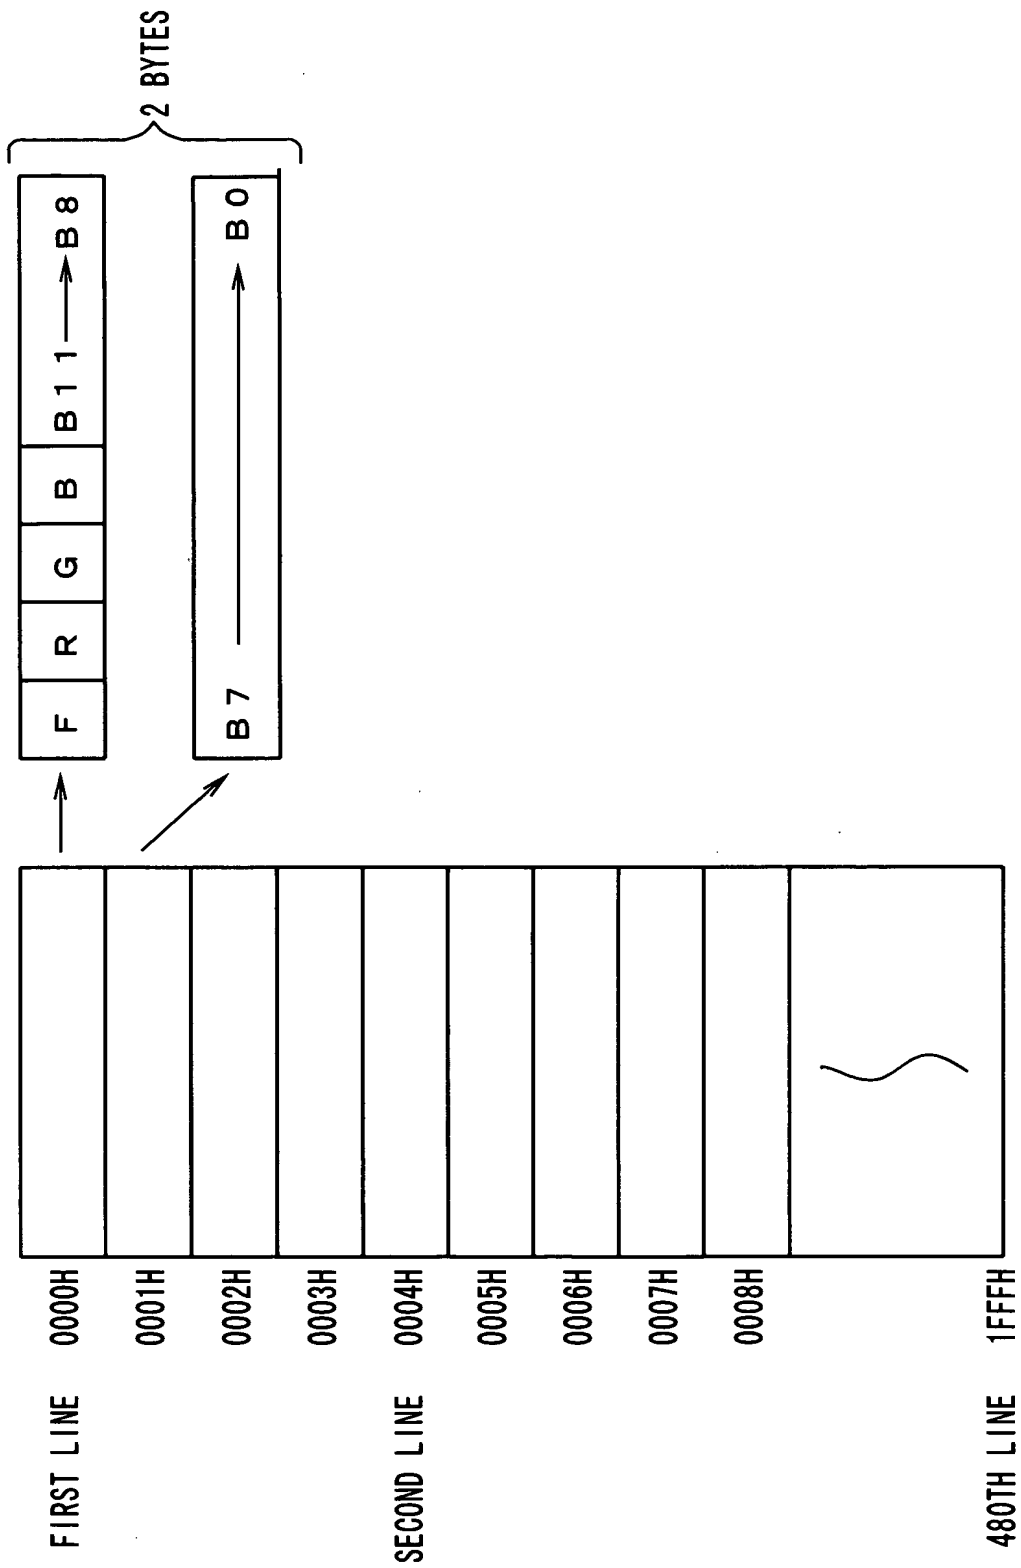 FIRST LINE 0000H
F R G B B11 B8
2 BYTES
0001H
B7 B0
0002H
0003H
SECOND LINE 0004H
0005H
0006H
0007H
0008H
480TH LINE 1FFFH